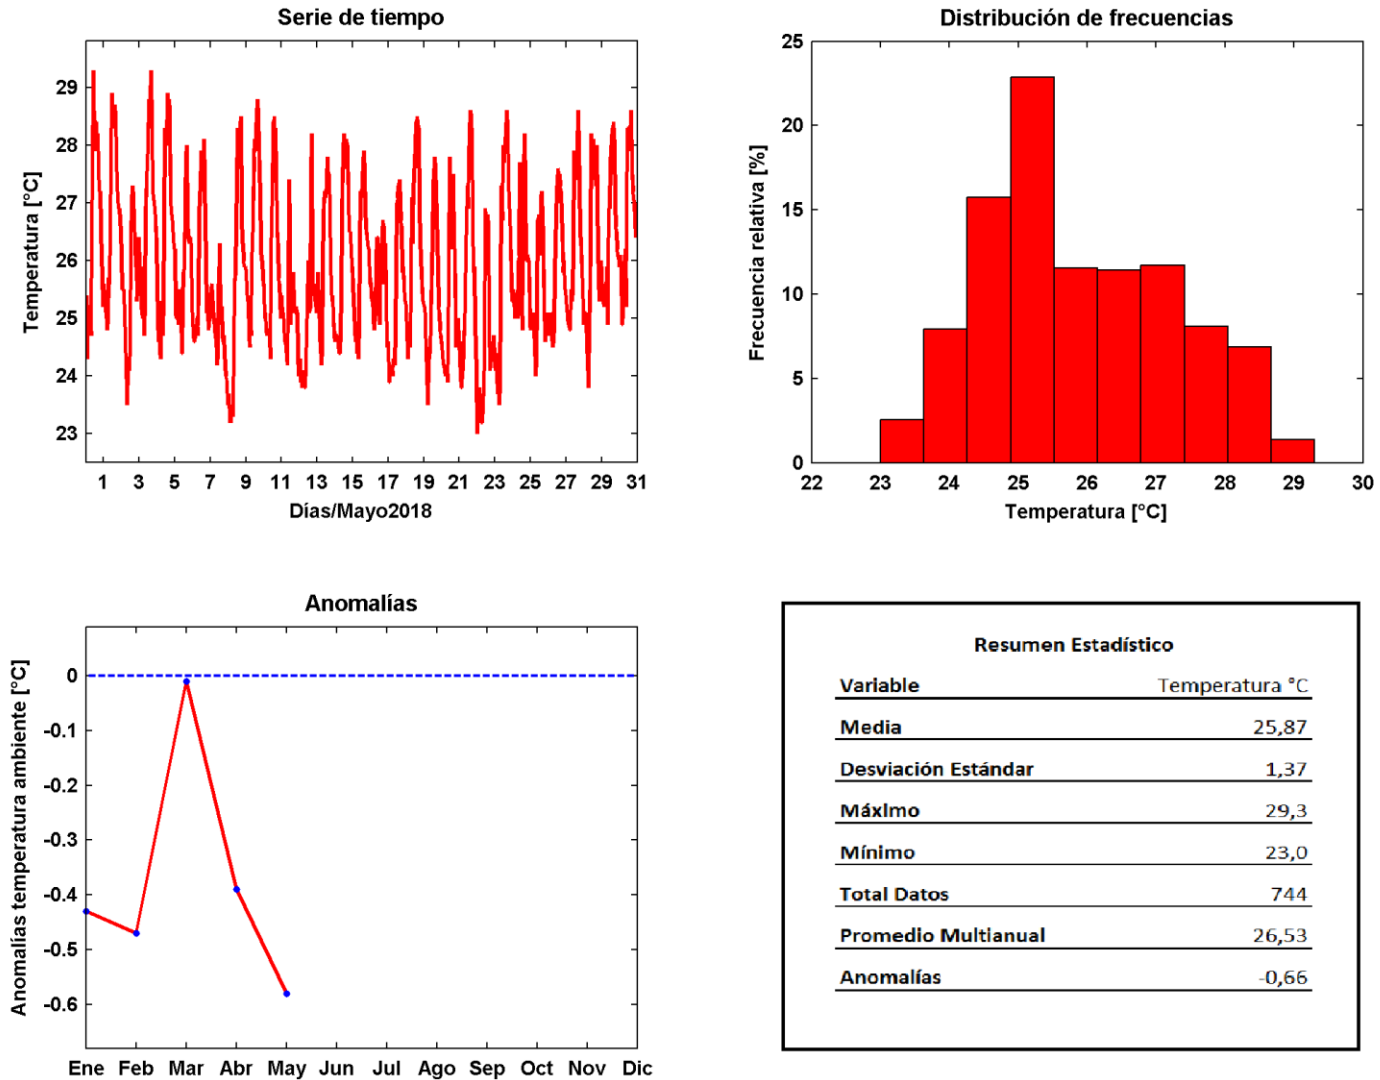 Serie de tiempo
Temperatura [°C]
29
28
27
26
25
24
23
1 3 5 7 9 11 13 15 17 19 21 23 25 27 29 31
Días/Mayo2018
Distribución de frecuencias
Frecuencia relativa [%]
25
20
15
10
5
0
22 23 24 25 26 27 28 29 30
Temperatura [°C]
Anomalías
Anomalías temperatura ambiente [°C]
0
-0.1
-0.2
-0.3
-0.4
-0.5
-0.6
Ene Feb Mar Abr May Jun Jul Ago Sep Oct Nov Dic
Resumen Estadístico
Variable Temperatura °C
Media 25,87
Desviación Estándar 1,37
Máxlmo 29,3
Mínimo 23,0
Total Datos 744
Promedio Multianual 26,53
Anomalías -0,66